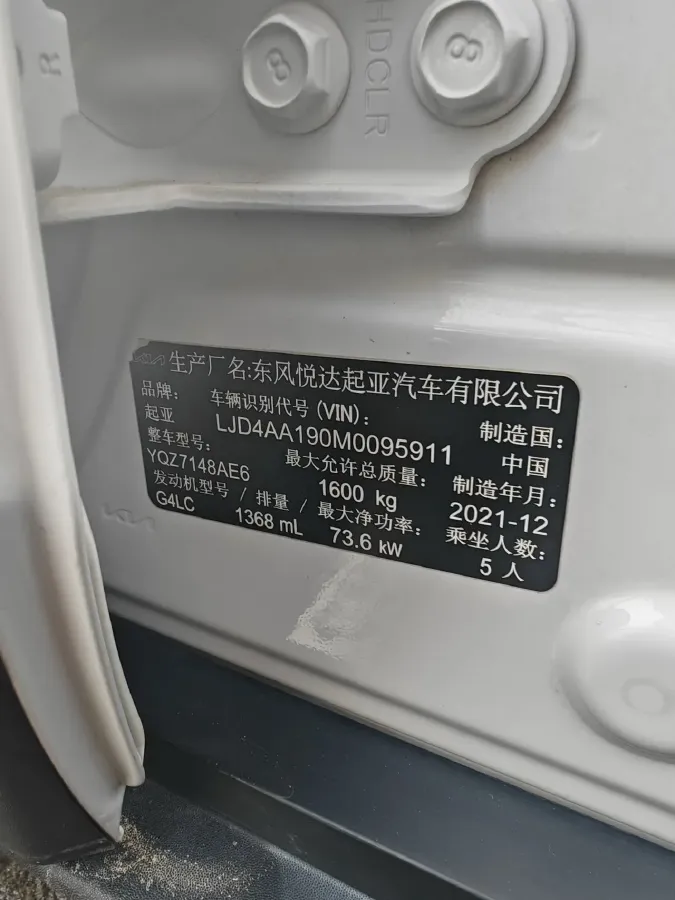 R
8
HDCLR
8
KIA 生产厂名:东风悦达起亚汽车有限公司
品牌: 车辆识别代号(VIN): 制造国:
起亚 LJD4AA190M0095911 中国
整车型号: 最大允许总质量: 制造年月:
YQZ7148AE6 1600 kg 2021-12
发动机型号 / 排量 / 最大净功率: 乘坐人数:
G4LC 1368 mL 73.6 kW 5 人
KIA